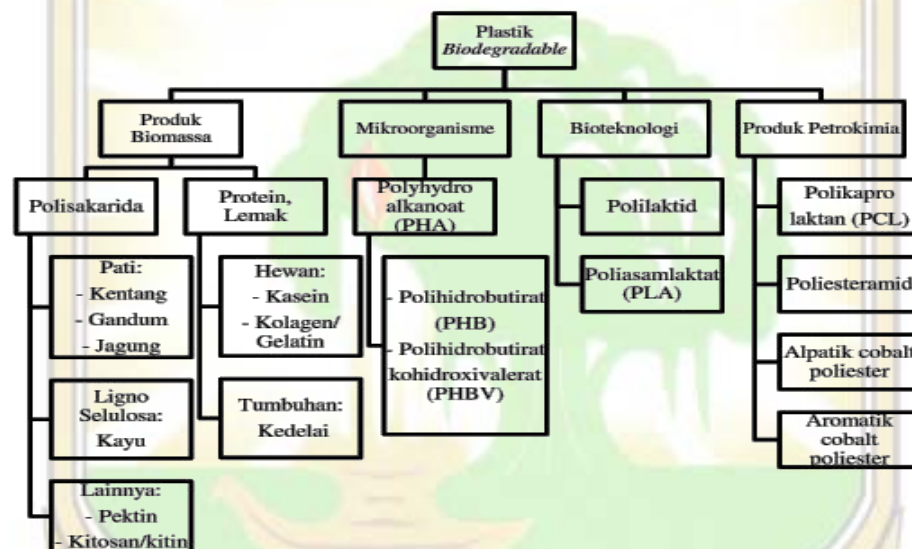 Plastik
Biodegradable
Produk
Biomassa
Mikroorganisme
Bioteknologi
Produk Petrokimia
Polisakarida
Protein,
Lemak
Polyhydro
alkanoat
(PHA)
Polilaktid
Polikapro
laktan (PCL)
Pati:
- Kentang
- Gandum
- Jagung
Hewan:
- Kasein
- Kolagen/
Gelatin
- Polihidrobutirat
(PHB)
- Polihidrobutirat
kohidroxivalerat
(PHBV)
Poliasamlaktat
(PLA)
Poliesteramid
Alpatik cobalt
poliester
Ligno
Selulosa:
Kayu
Tumbuhan:
Kedelai
Aromatik
cobalt
poliester
Lainnya:
- Pektin
- Kitosan/kitin